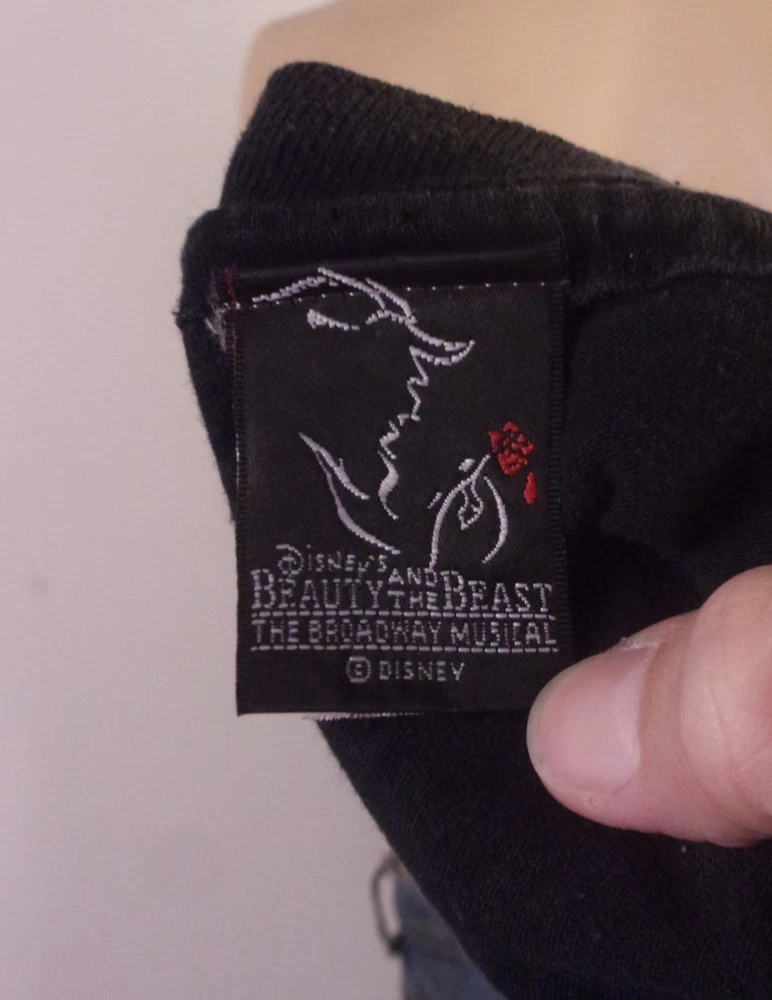 Disney's
BEAUTY AND THE BEAST
THE BROADWAY MUSICAL
© DISNEY